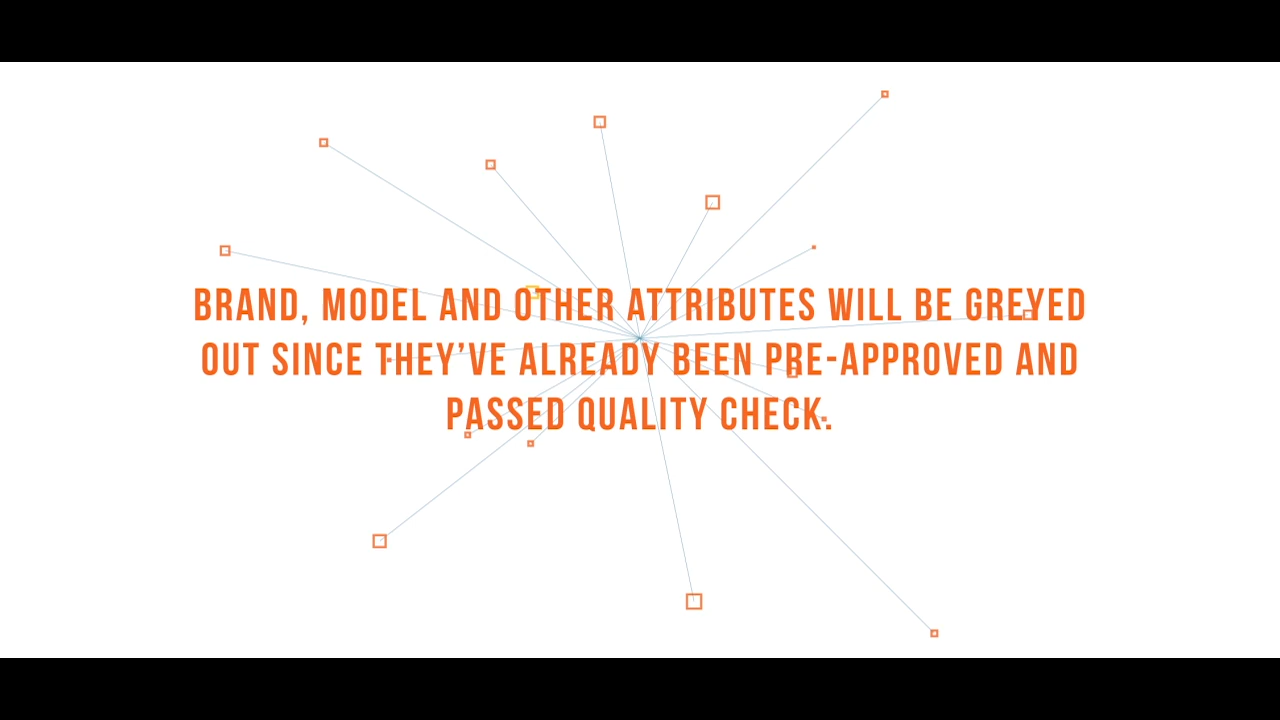 BRAND, MODEL AND OTHER ATTRIBUTES WILL BE GREYED
OUT SINCE THEY’VE ALREADY BEEN PRE-APPROVED AND
PASSED QUALITY CHECK.